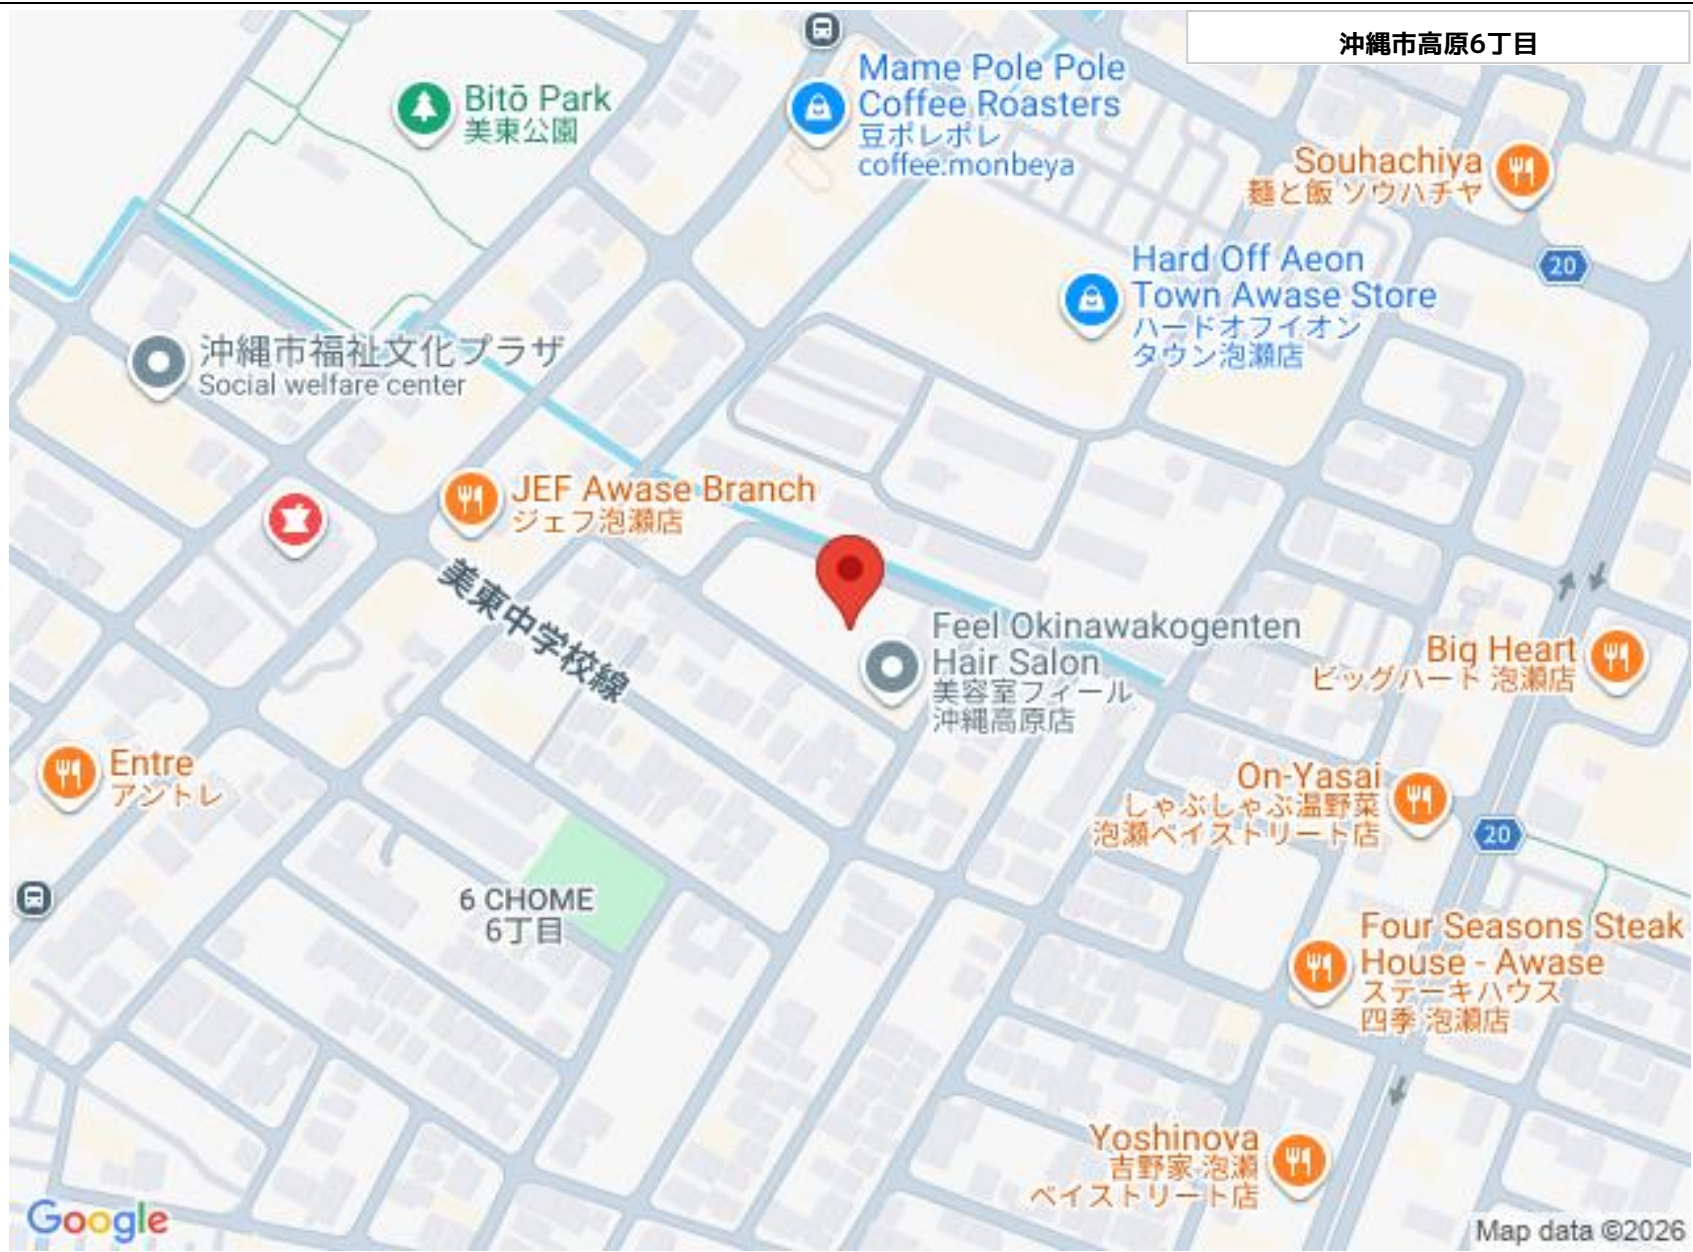 沖縄市高原6丁目
Bitō Park
美東公園
Mame Pole Pole
Coffee Roasters
豆ポレポレ
coffee.monbeya
Souhachiya
麺と飯 ソウハチヤ
20
Hard Off Aeon
Town Awase Store
ハードオフイオン
タウン泡瀬店
沖縄市福祉文化プラザ
Social welfare center
JEF Awase Branch
ジェフ泡瀬店
美東中学校線
Feel Okinawakogenten
Hair Salon
美容室フィール
沖縄高原店
Big Heart
ビッグハート 泡瀬店
Entre
アントレ
On-Yasai
しゃぶしゃぶ温野菜
泡瀬ベイストリート店
20
6 CHOME
6丁目
Four Seasons Steak
House - Awase
ステーキハウス
四季 泡瀬店
Yoshinoya
吉野家 泡瀬
ベイストリート店
Google
Map data ©2026